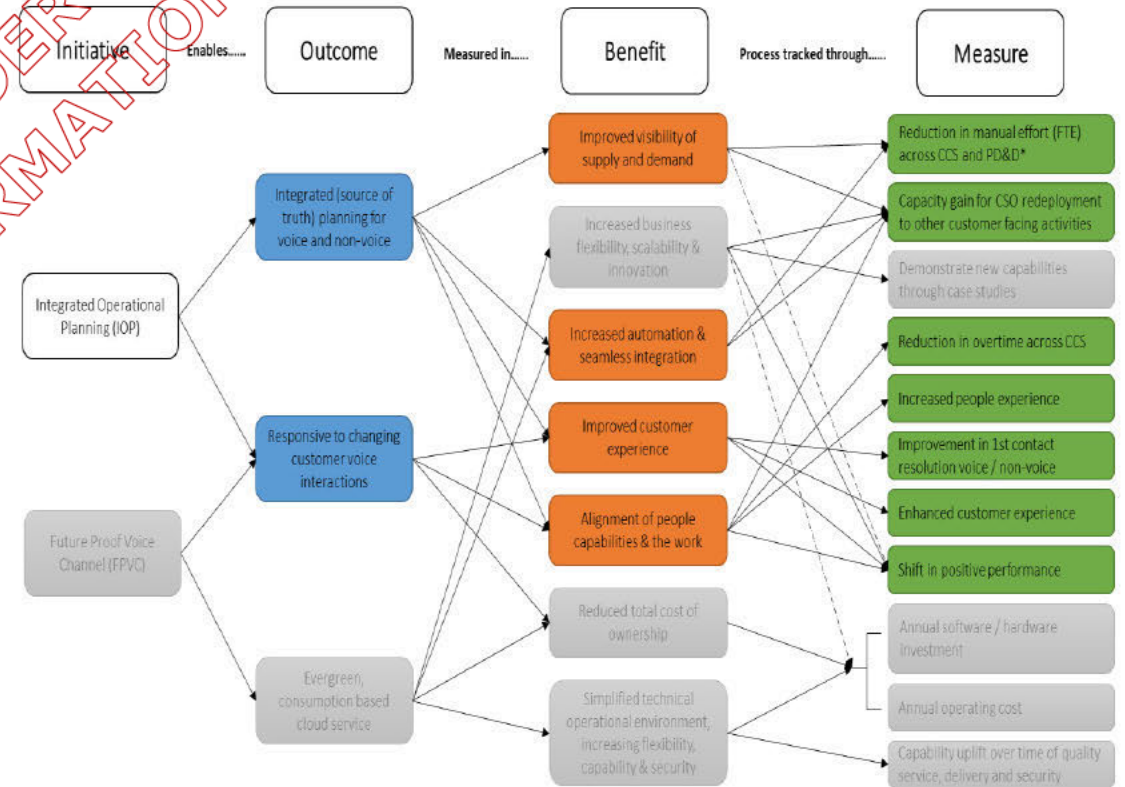 Initiative
Enables......
Outcome
Measured in......
Benefit
Process tracked through......
Measure
Integrated Operational
Planning (IOP)
Future Proof Voice
Channel (FPVC)
Integrated (source of
truth) planning for
voice and non-voice
Responsive to changing
customer voice
interactions
Evergreen,
consumption based
cloud service
Improved visibility of
supply and demand
Increased business
flexibility, scalability &
innovation
Increased automation &
seamless integration
Improved customer
experience
Alignment of people
capabilities & the work
Reduced total cost of
ownership
Simplified technical
operational environment,
increasing flexibility,
capability & security
Reduction in manual effort (FTE)
across CCS and PD&D*
Capacity gain for CSO redeployment
to other customer facing activities
Demonstrate new capabilities
through case studies
Reduction in overtime across CCS
Increased people experience
Improvement in 1st contact
resolution voice / non-voice
Enhanced customer experience
Shift in positive performance
Annual software / hardware
investment
Annual operating cost
Capability uplift over time of quality
service, delivery and security